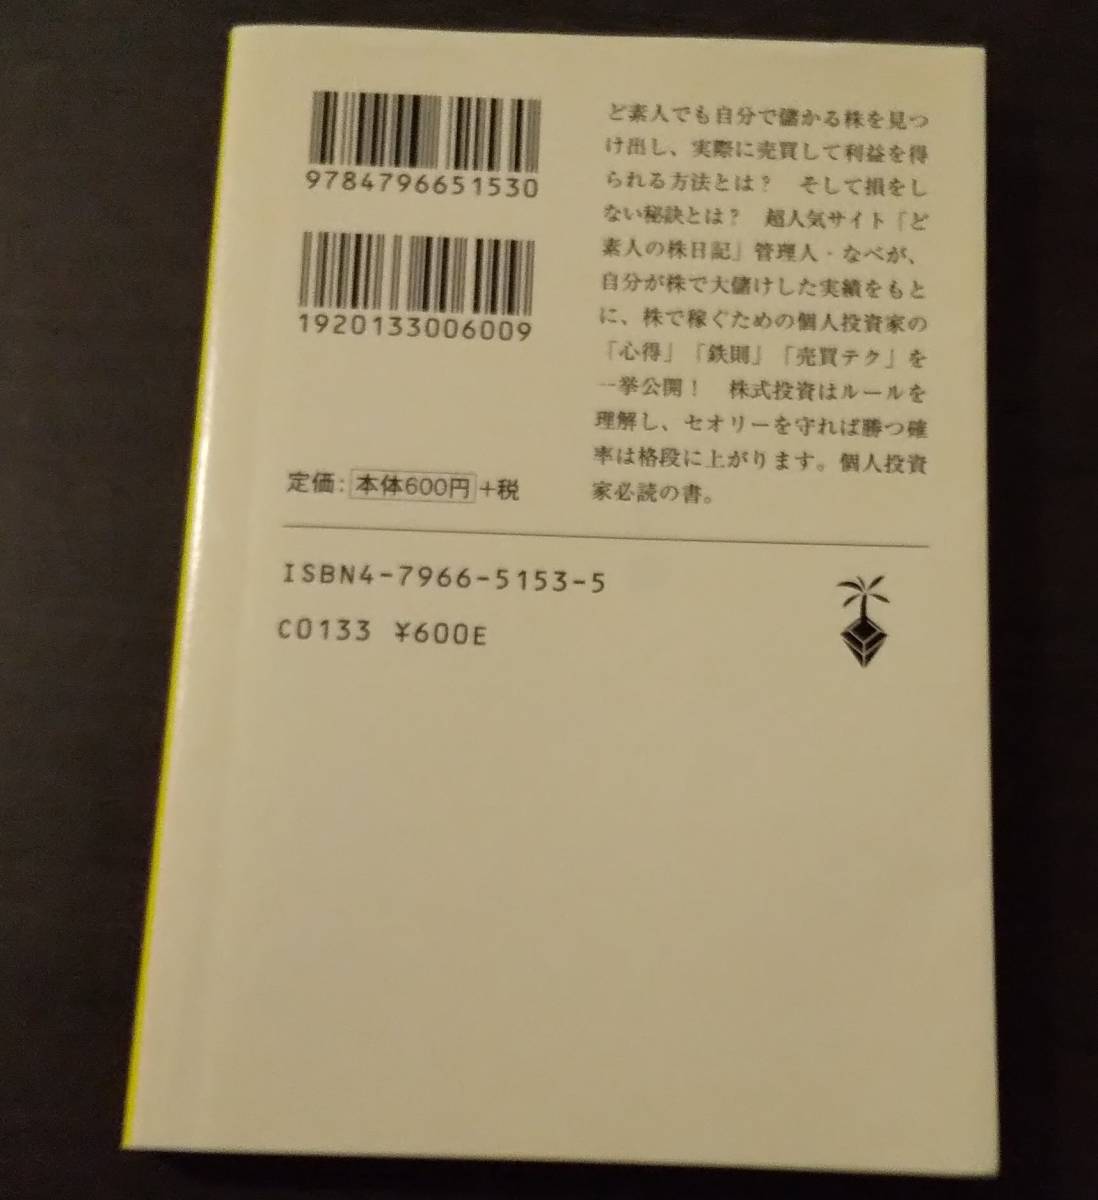 9784796651530
1920133006009
定価: 本体600円 +税
ど素人でも自分で儲かる株を見つ
け出し、実際に売買して利益を得
られる方法とは？　そして損をし
ない秘訣とは？　超人気サイト「ど
素人の株日記」管理人・なべが、
自分が株で大儲けした実績をもと
に、株で稼ぐための個人投資家の
「心得」「鉄則」「売買テク」を
一挙公開！　株式投資はルールを
理解し、セオリーを守れば勝つ確
率は格段に上がります。個人投資
家必読の書。
ISBN4-7966-5153-5
C0133 ¥600E